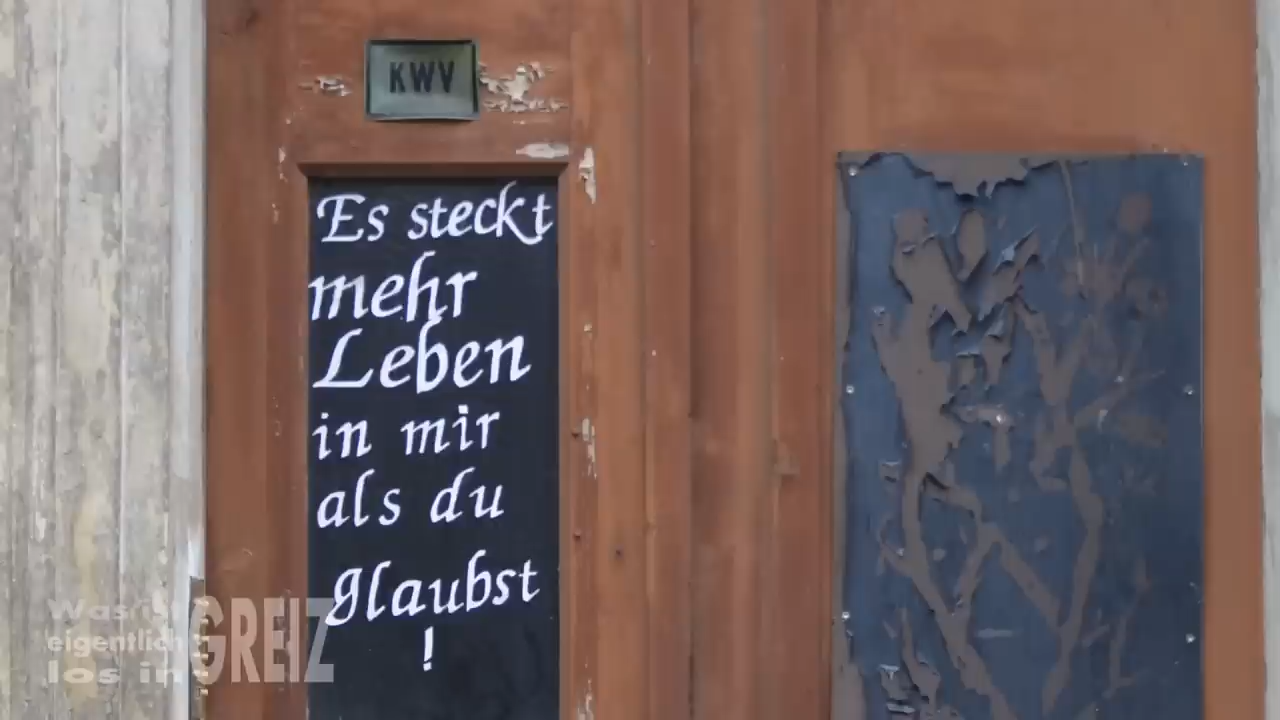 KWV
Es steckt
mehr
Leben
in mir
als du
glaubst
!
Was ist
eigentlich
los in GREIZ